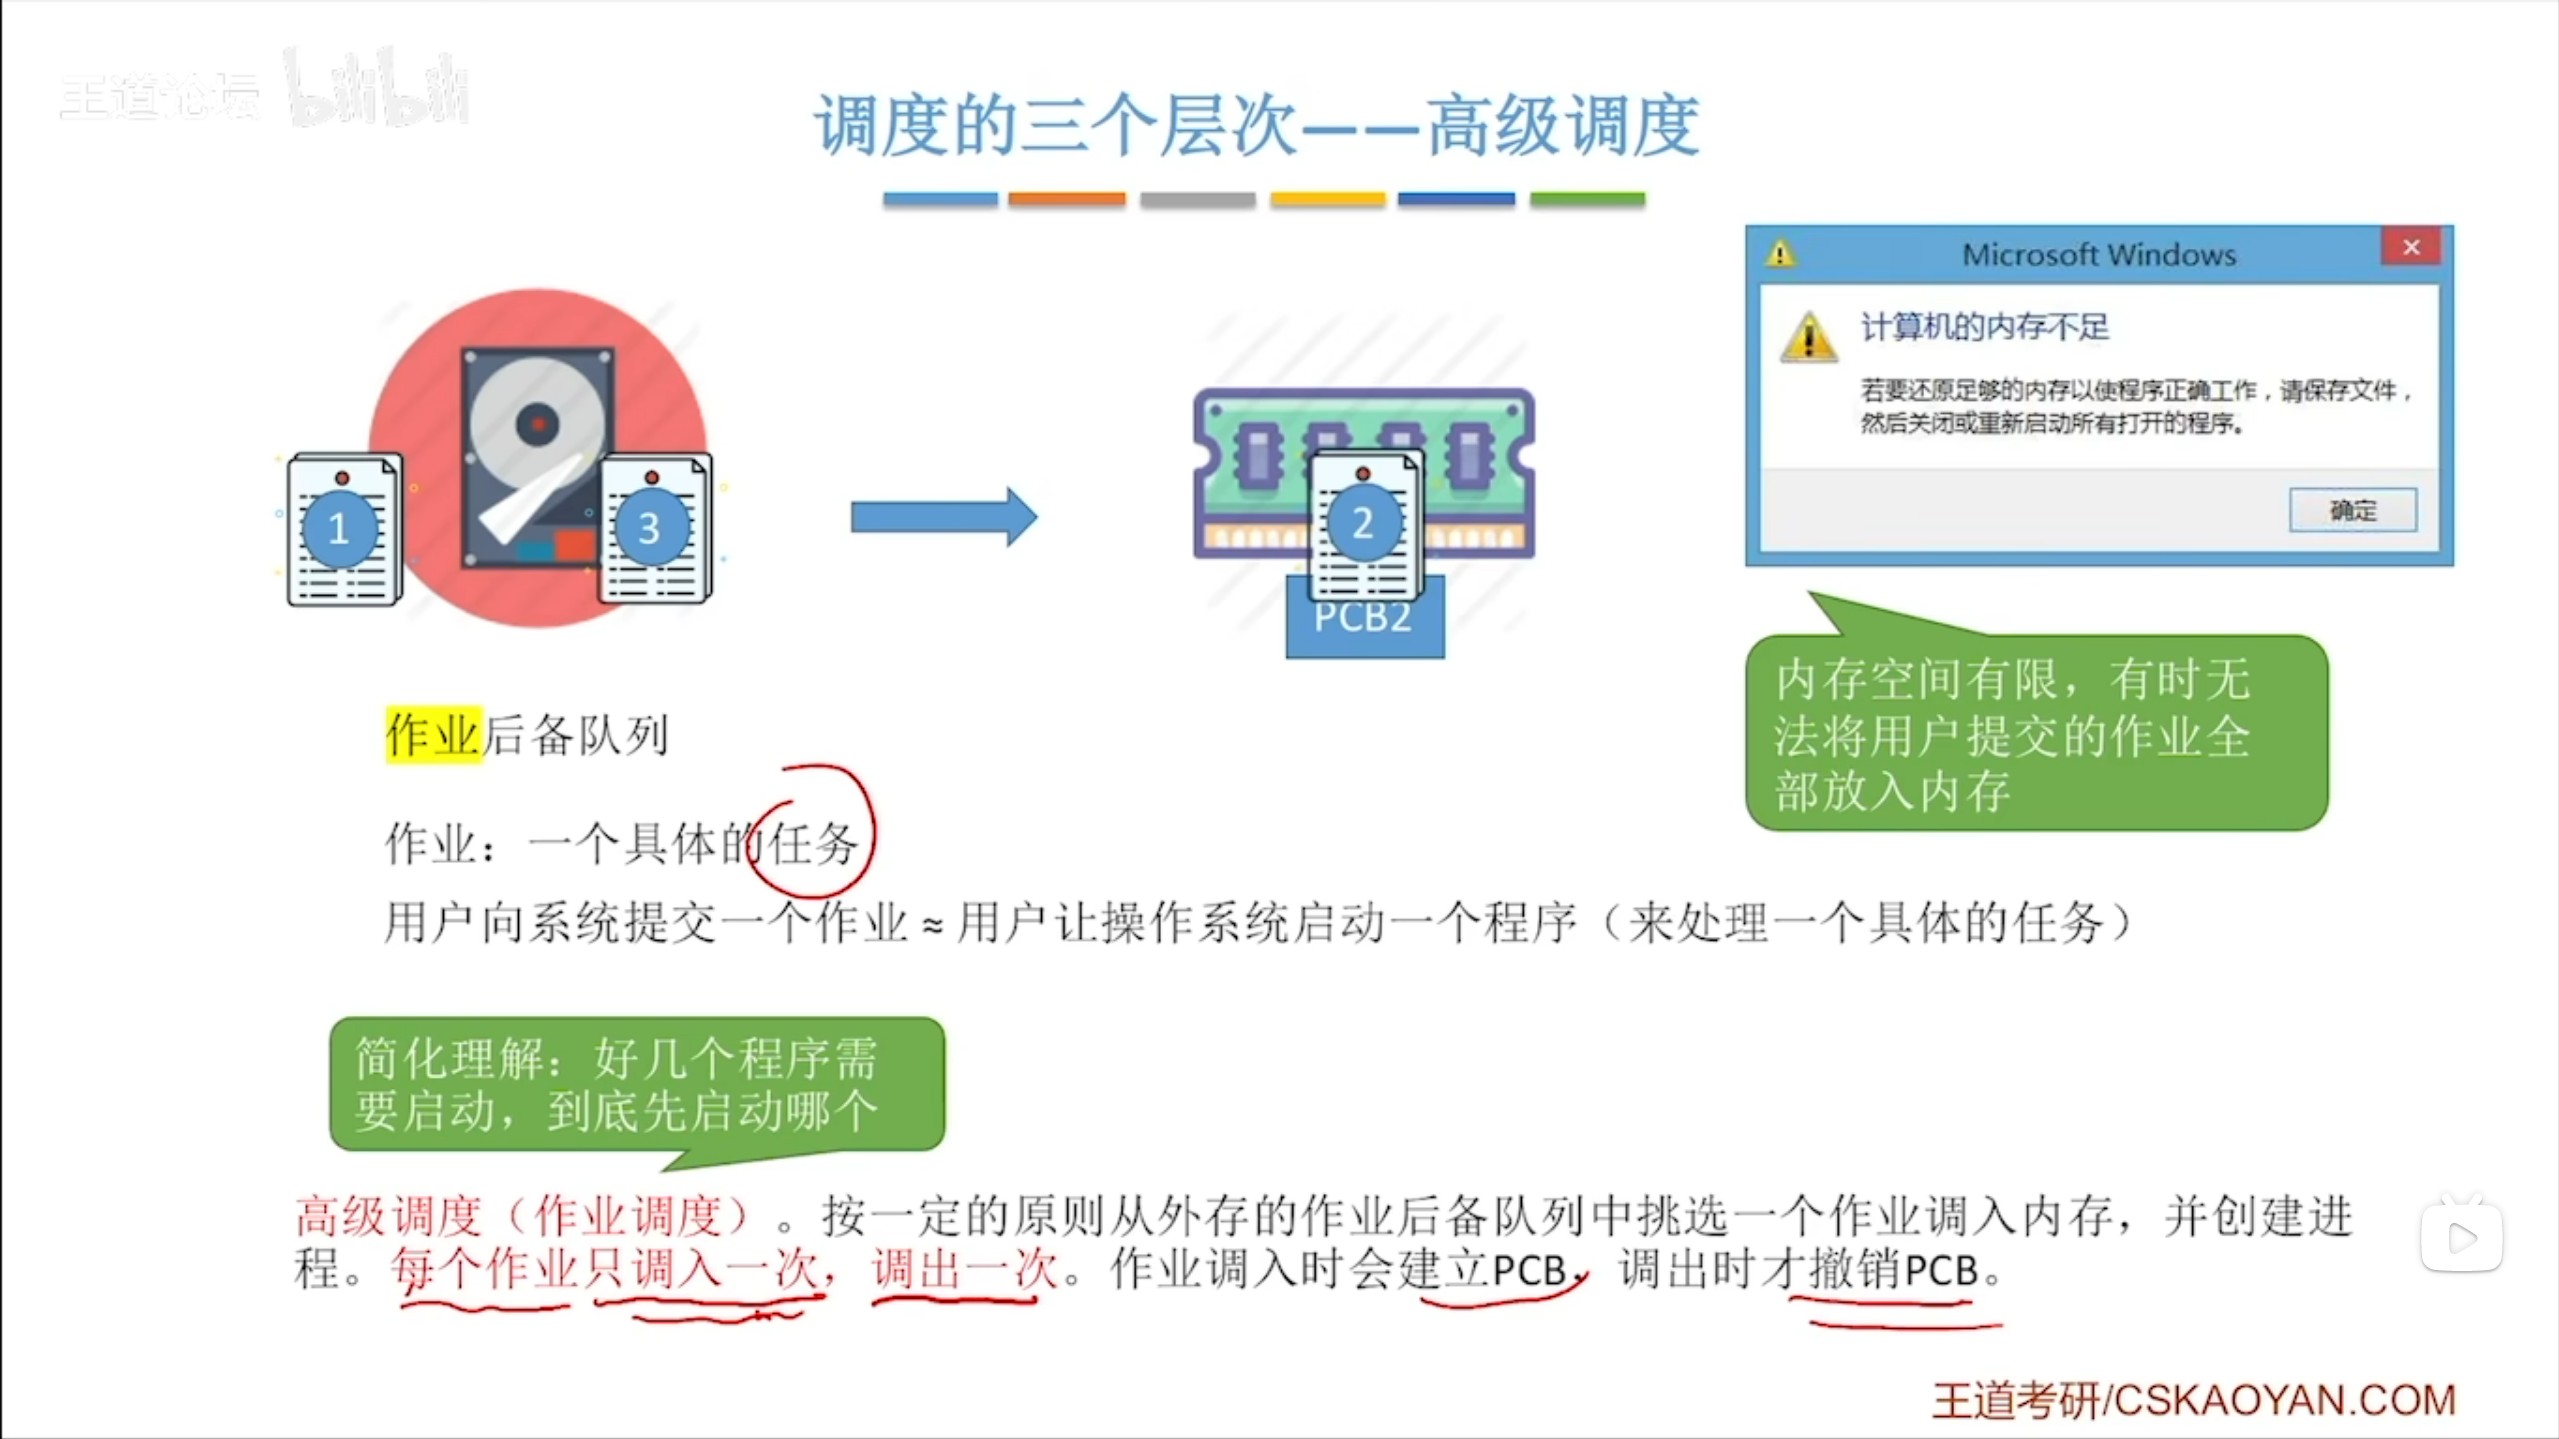 王道论坛 bilibili
调度的三个层次——高级调度
Microsoft Windows
计算机的内存不足
若要还原足够的内存以使程序正确工作，请保存文件，
然后关闭或重新启动所有打开的程序。
确定
1
3
2
PCB2
内存空间有限，有时无
法将用户提交的作业全
部放入内存
作业后备队列
作业：一个具体的任务
用户向系统提交一个作业 ≈ 用户让操作系统启动一个程序（来处理一个具体的任务）
简化理解：好几个程序需
要启动，到底先启动哪个
高级调度（作业调度）。按一定的原则从外存的作业后备队列中挑选一个作业调入内存，并创建进
程。每个作业只调入一次，调出一次。作业调入时会建立PCB，调出时才撤销PCB。
王道考研/CSKAOYAN.COM